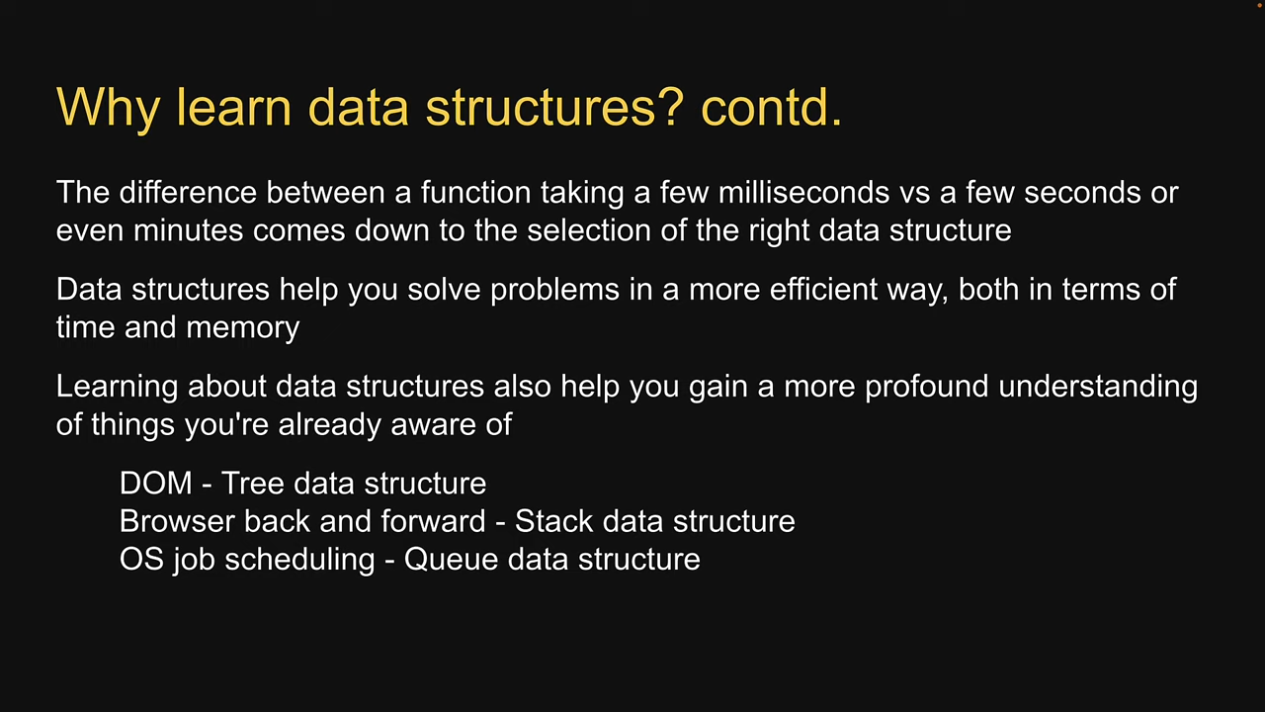 Why learn data structures? contd.
The difference between a function taking a few milliseconds vs a few seconds or
even minutes comes down to the selection of the right data structure
Data structures help you solve problems in a more efficient way, both in terms of
time and memory
Learning about data structures also help you gain a more profound understanding
of things you're already aware of
DOM - Tree data structure
Browser back and forward - Stack data structure
OS job scheduling - Queue data structure